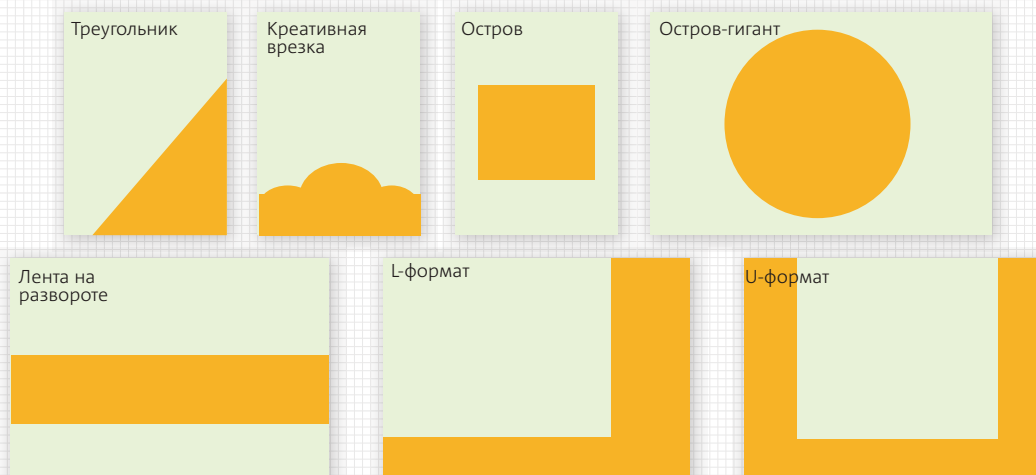 Треугольник
Креативная
врезка
Остров
Остров-гигант
Лента на
развороте
L-формат
U-формат